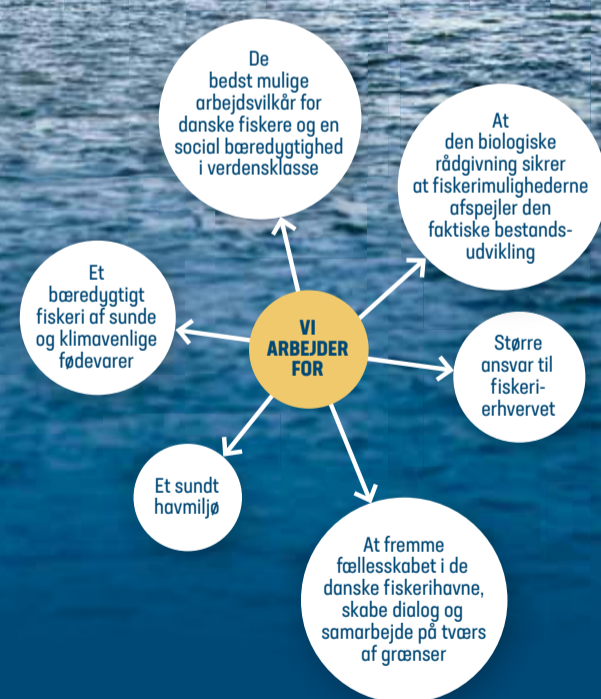 De
bedst mulige
arbejdsvilkår for
danske fiskere og en
social bæredygtighed
i verdensklasse
At
den biologiske
rådgivning sikrer
at fiskerimulighederne
afspejler den
faktiske bestands-
udvikling
Et
bæredygtigt
fiskeri af sunde
og klimavenlige
fødevarer
VI
ARBEJDER
FOR
Større
ansvar til
fiskeri-
erhvervet
Et sundt
havmiljø
At fremme
fællesskabet i de
danske fiskerihavne,
skabe dialog og
samarbejde på tværs
af grænser